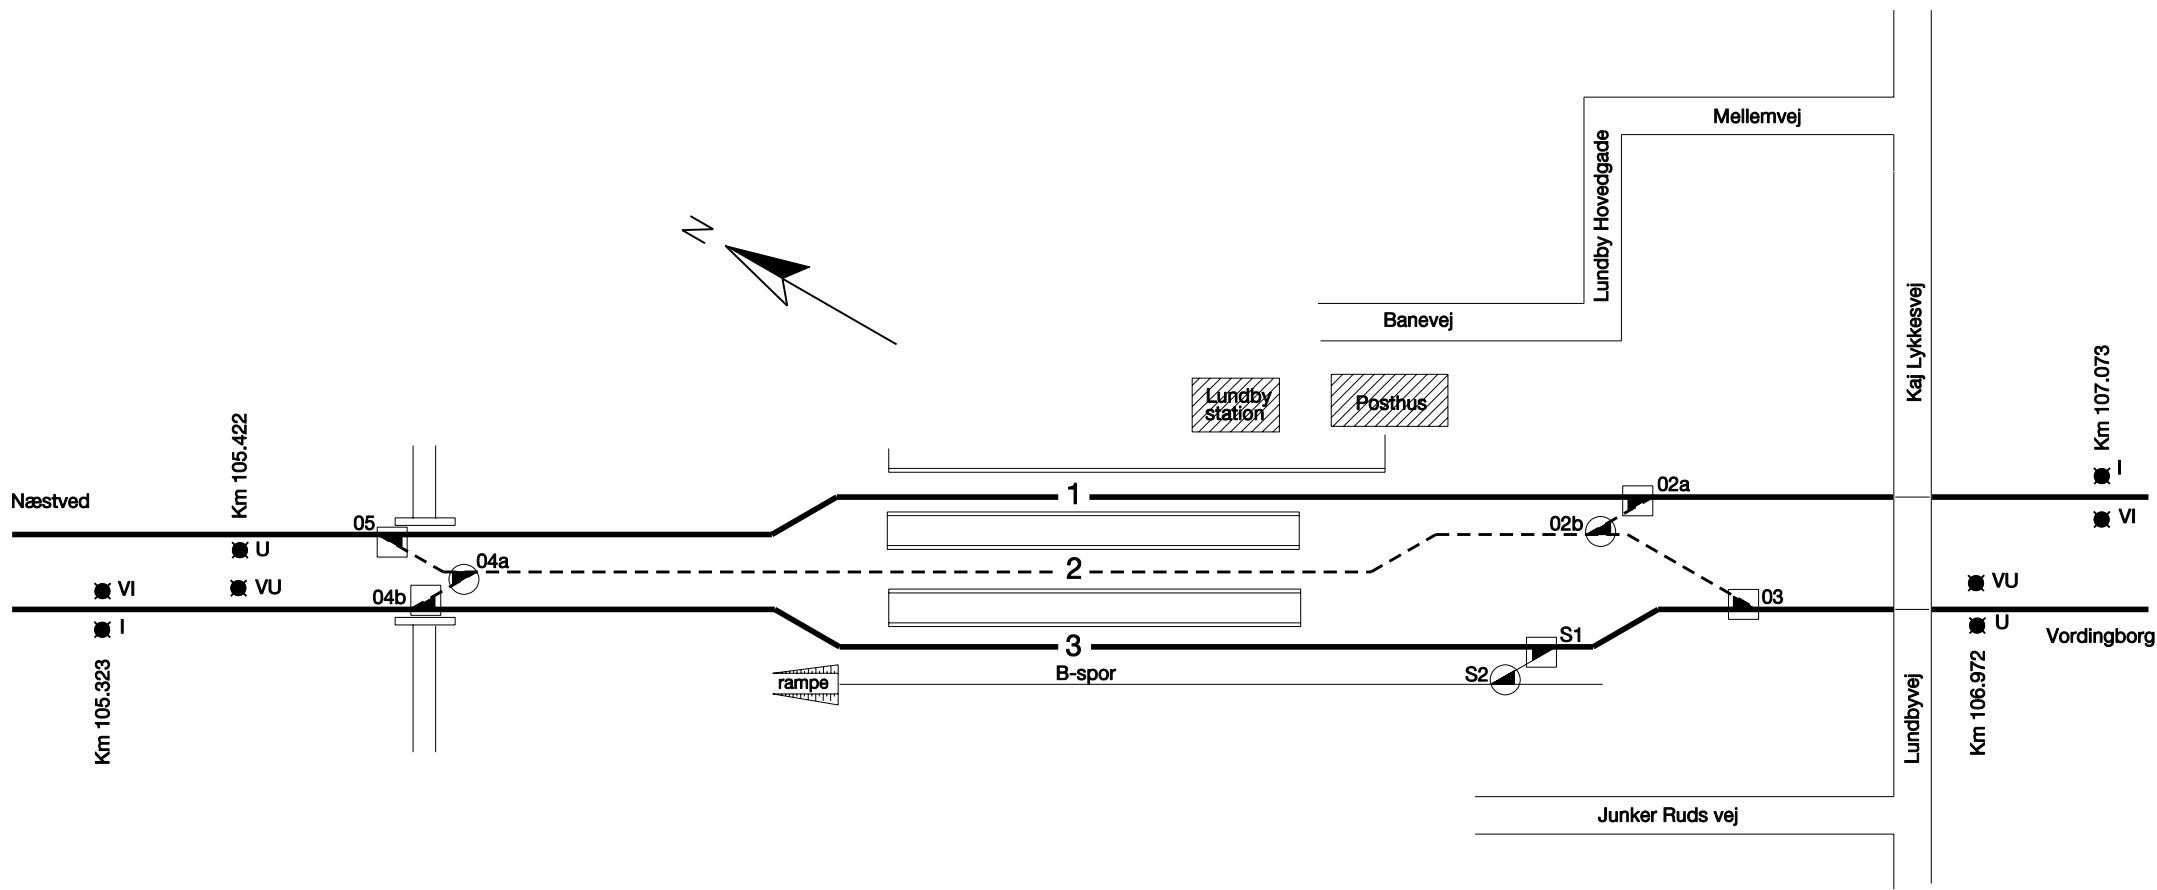 Mellemvej
Lundby Hovedgade
N
Kaj Lykkesvej
Banevej
Km 107.073
Lundby
station
Posthus
Km 105.422
I
02a
1
Næstved
VI
05
02b
U
04a
2
VU
VU
VI
04b
03
I
U
S1
Vordingborg
3
B-spor
S2
rampe
Km 105.323
Lundbyvej
Km 106.972
Junker Ruds vej